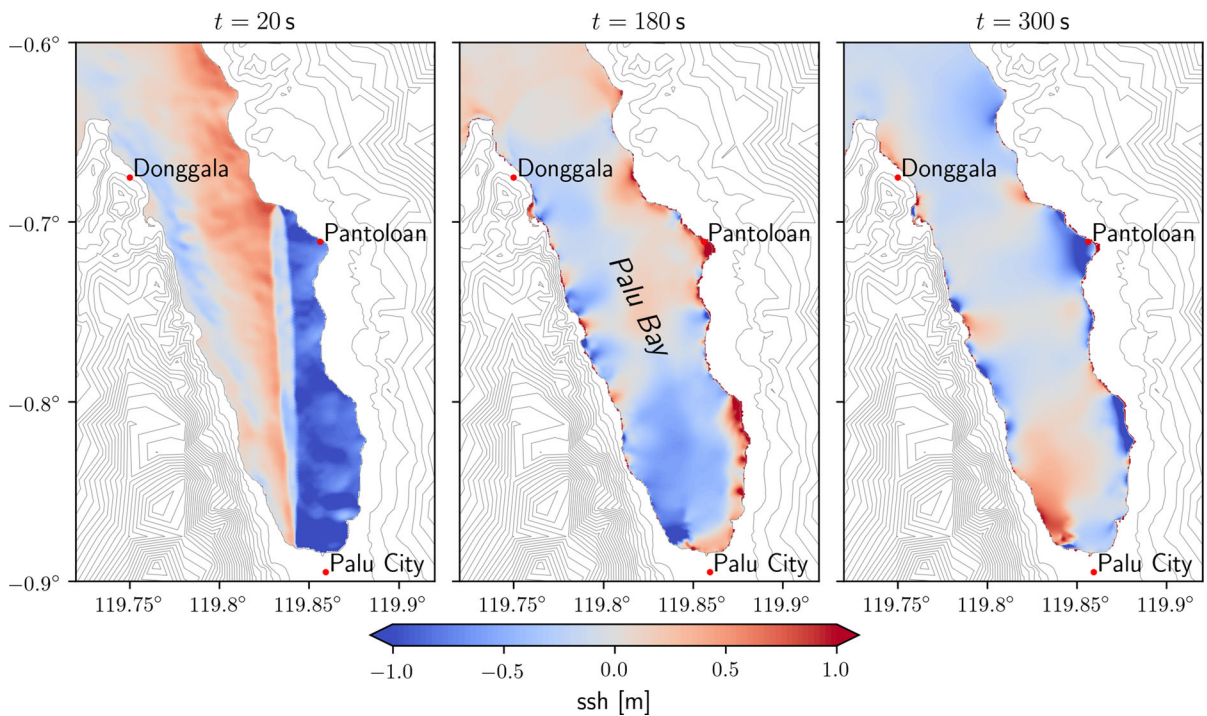 t = 20 s
t = 180 s
t = 300 s
−0.6°
−0.7°
−0.8°
−0.9°
Donggala
Pantoloan
Palu City
Donggala
Pantoloan
Palu Bay
Palu City
Donggala
Pantoloan
Palu City
119.75° 119.8° 119.85° 119.9°
119.75° 119.8° 119.85° 119.9°
119.75° 119.8° 119.85° 119.9°
−1.0 −0.5 0.0 0.5 1.0
ssh [m]